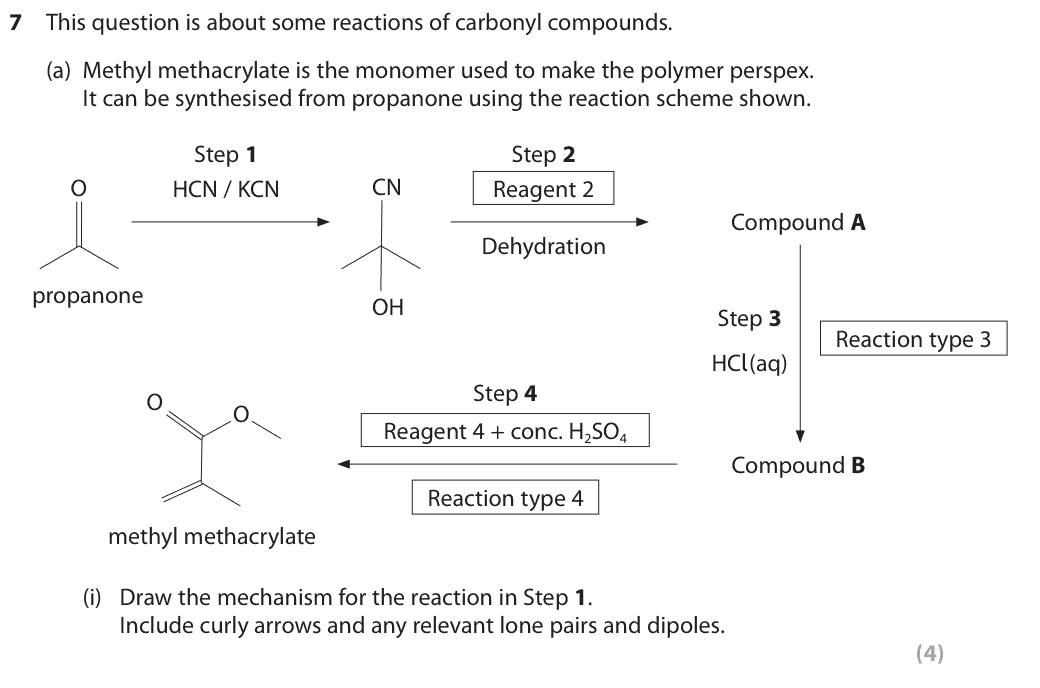 7 This question is about some reactions of carbonyl compounds.
(a) Methyl methacrylate is the monomer used to make the polymer perspex.
It can be synthesised from propanone using the reaction scheme shown.
Step 1
HCN / KCN
O
propanone
CN
OH
Step 2
Reagent 2
Dehydration
Compound A
Step 3
HCl(aq)
Reaction type 3
Compound B
Step 4
Reagent 4 + conc. H₂SO₄
Reaction type 4
O
O
methyl methacrylate
(i) Draw the mechanism for the reaction in Step 1.
Include curly arrows and any relevant lone pairs and dipoles.
(4)